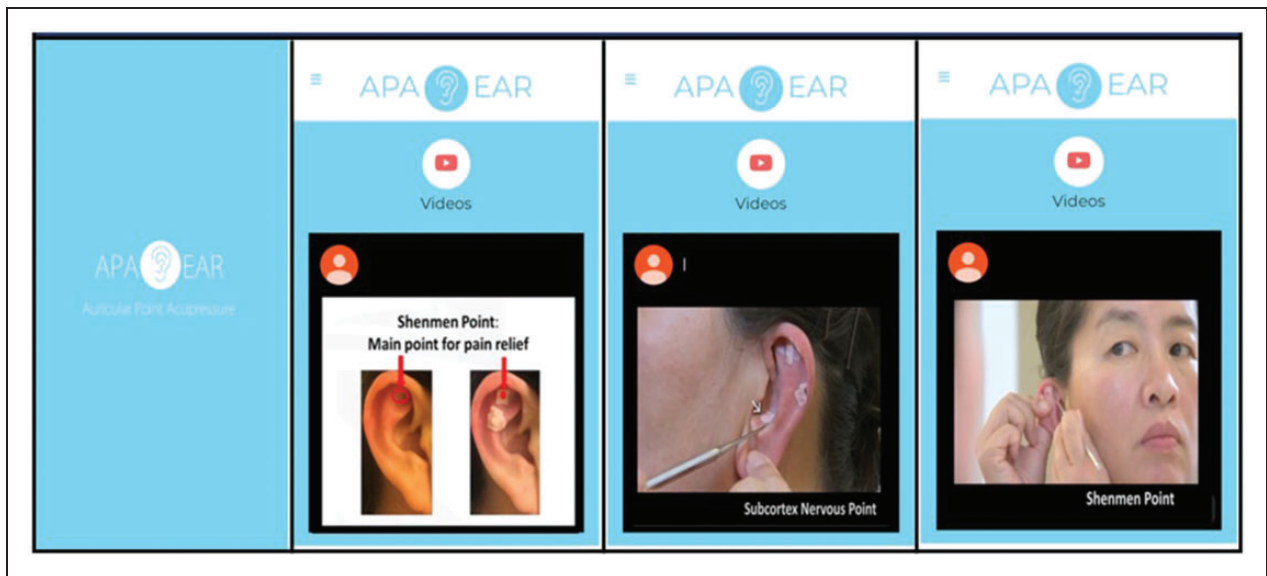 APA EAR
Auricular Point Acupressure
APA EAR
Videos
Shenmen Point:
Main point for pain relief
APA EAR
Videos
Subcortex Nervous Point
APA EAR
Videos
Shenmen Point